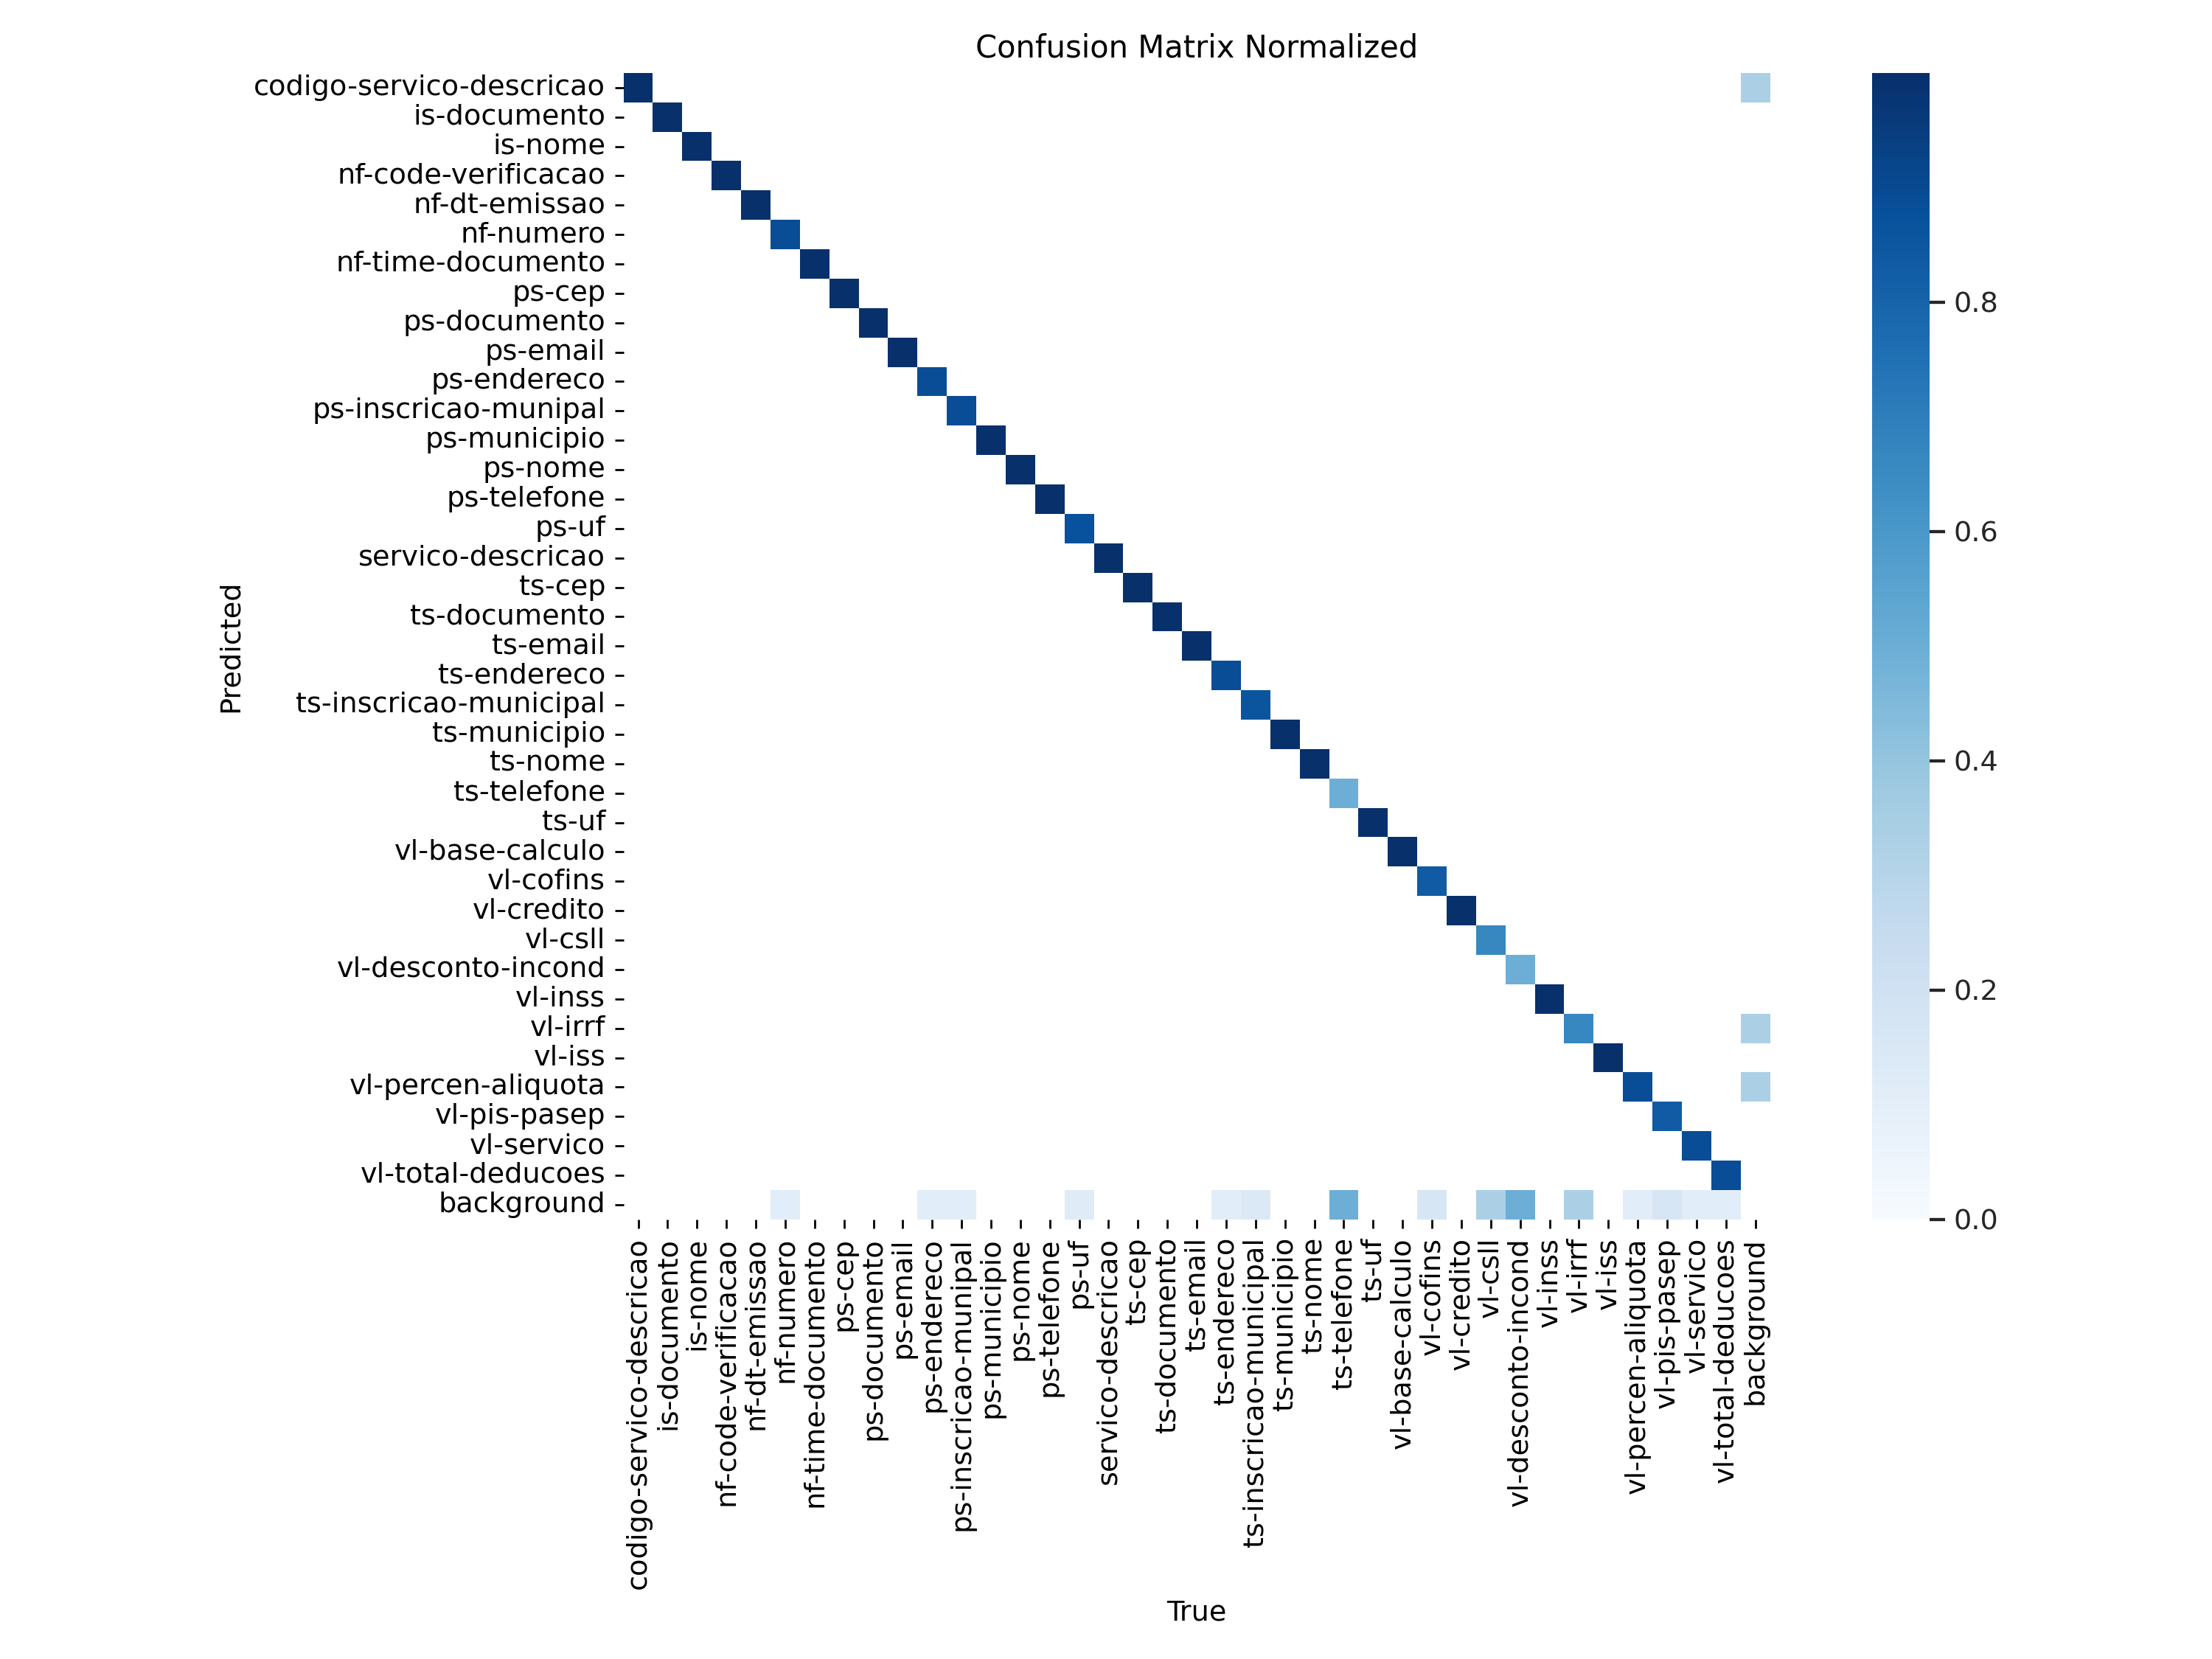 Confusion Matrix Normalized
codigo-servico-descricao
is-documento
is-nome
nf-code-verificacao
nf-dt-emissao
nf-numero
nf-time-documento
ps-cep
ps-documento
ps-email
ps-endereco
ps-inscricao-munipal
ps-municipio
ps-nome
ps-telefone
ps-uf
servico-descricao
ts-cep
ts-documento
ts-email
ts-endereco
ts-inscricao-municipal
ts-municipio
ts-nome
ts-telefone
ts-uf
vl-base-calculo
vl-cofins
vl-credito
vl-csll
vl-desconto-incond
vl-inss
vl-irrf
vl-iss
vl-percen-aliquota
vl-pis-pasep
vl-servico
vl-total-deducoes
background
Predicted
codigo-servico-descricao
is-documento
is-nome
nf-code-verificacao
nf-dt-emissao
nf-numero
nf-time-documento
ps-cep
ps-documento
ps-email
ps-endereco
ps-inscricao-munipal
ps-municipio
ps-nome
ps-telefone
ps-uf
servico-descricao
ts-cep
ts-documento
ts-email
ts-endereco
ts-inscricao-municipal
ts-municipio
ts-nome
ts-telefone
ts-uf
vl-base-calculo
vl-cofins
vl-credito
vl-csll
vl-desconto-incond
vl-inss
vl-irrf
vl-iss
vl-percen-aliquota
vl-pis-pasep
vl-servico
vl-total-deducoes
background
True
0.8
0.6
0.4
0.2
0.0